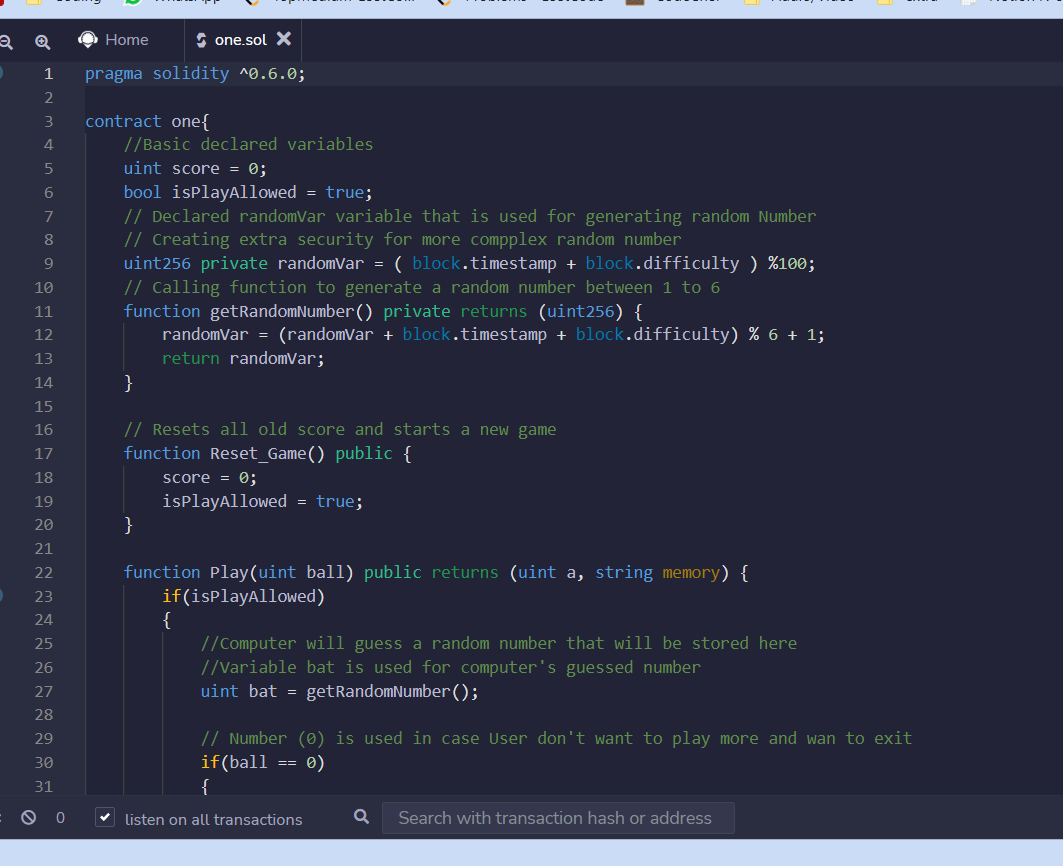 Home
one.sol
1 pragma solidity ^0.6.0;
2
3 contract one{
4 //Basic declared variables
5 uint score = 0;
6 bool isPlayAllowed = true;
7 // Declared randomVar variable that is used for generating random Number
8 // Creating extra security for more compplex random number
9 uint256 private randomVar = ( block.timestamp + block.difficulty ) %100;
10 // Calling function to generate a random number between 1 to 6
11 function getRandomNumber() private returns (uint256) {
12 randomVar = (randomVar + block.timestamp + block.difficulty) % 6 + 1;
13 return randomVar;
14 }
15
16 // Resets all old score and starts a new game
17 function Reset_Game() public {
18 score = 0;
19 isPlayAllowed = true;
20 }
21
22 function Play(uint ball) public returns (uint a, string memory) {
23 if(isPlayAllowed)
24 {
25 //Computer will guess a random number that will be stored here
26 //Variable bat is used for computer's guessed number
27 uint bat = getRandomNumber();
28
29 // Number (0) is used in case User don't want to play more and wan to exit
30 if(ball == 0)
31 {
0
listen on all transactions
Search with transaction hash or address